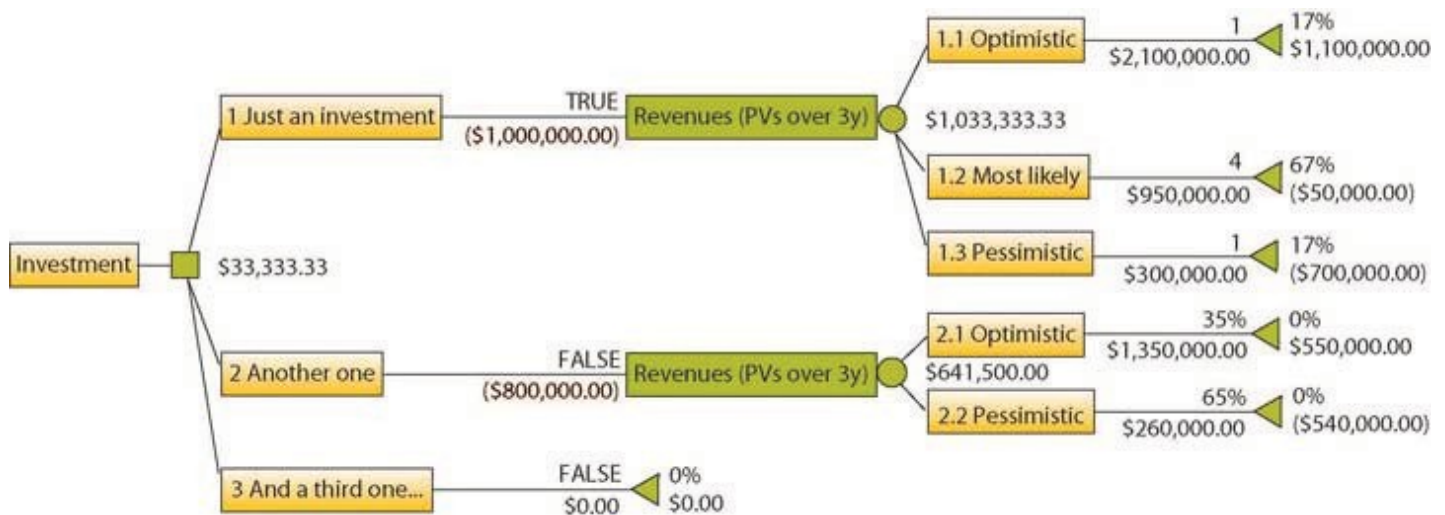 1.1 Optimistic
1
$2,100,000.00
17%
$1,100,000.00
1 Just an investment
TRUE
($1,000,000.00)
Revenues (PVs over 3y)
$1,033,333.33
1.2 Most likely
4
$950,000.00
67%
($50,000.00)
1.3 Pessimistic
1
$300,000.00
17%
($700,000.00)
Investment
$33,333.33
2 Another one
FALSE
($800,000.00)
Revenues (PVs over 3y)
$641,500.00
2.1 Optimistic
35%
$1,350,000.00
0%
$550,000.00
2.2 Pessimistic
65%
$260,000.00
0%
($540,000.00)
3 And a third one...
FALSE
$0.00
0%
$0.00